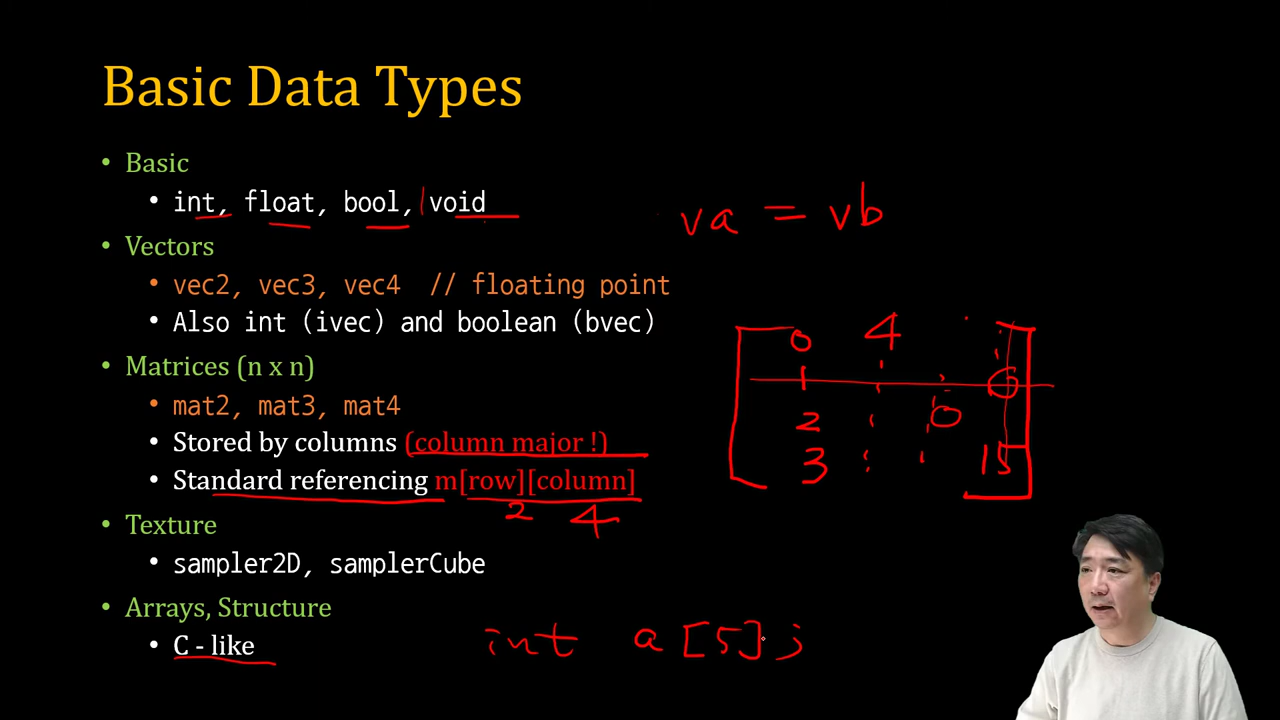 Basic Data Types
• Basic
• int, float, bool, void
va = vb
• Vectors
• vec2, vec3, vec4 // floating point
• Also int (ivec) and boolean (bvec)
• Matrices (n x n)
0 4
• mat2, mat3, mat4
1
2 0
• Stored by columns (column major !)
3 15
• Standard referencing m[row][column]
2 4
• Texture
• sampler2D, samplerCube
• Arrays, Structure
• C - like
int a [5];